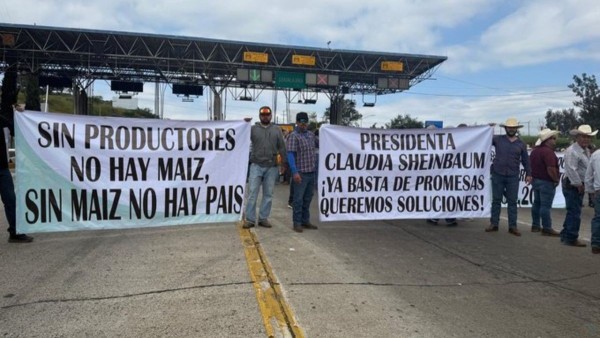 SIN PRODUCTORES
NO HAY MAIZ,
SIN MAIZ NO HAY PAIS
PRESIDENTA
CLAUDIA SHEINBAUM
¡YA BASTA DE PROMESAS
QUEREMOS SOLUCIONES!